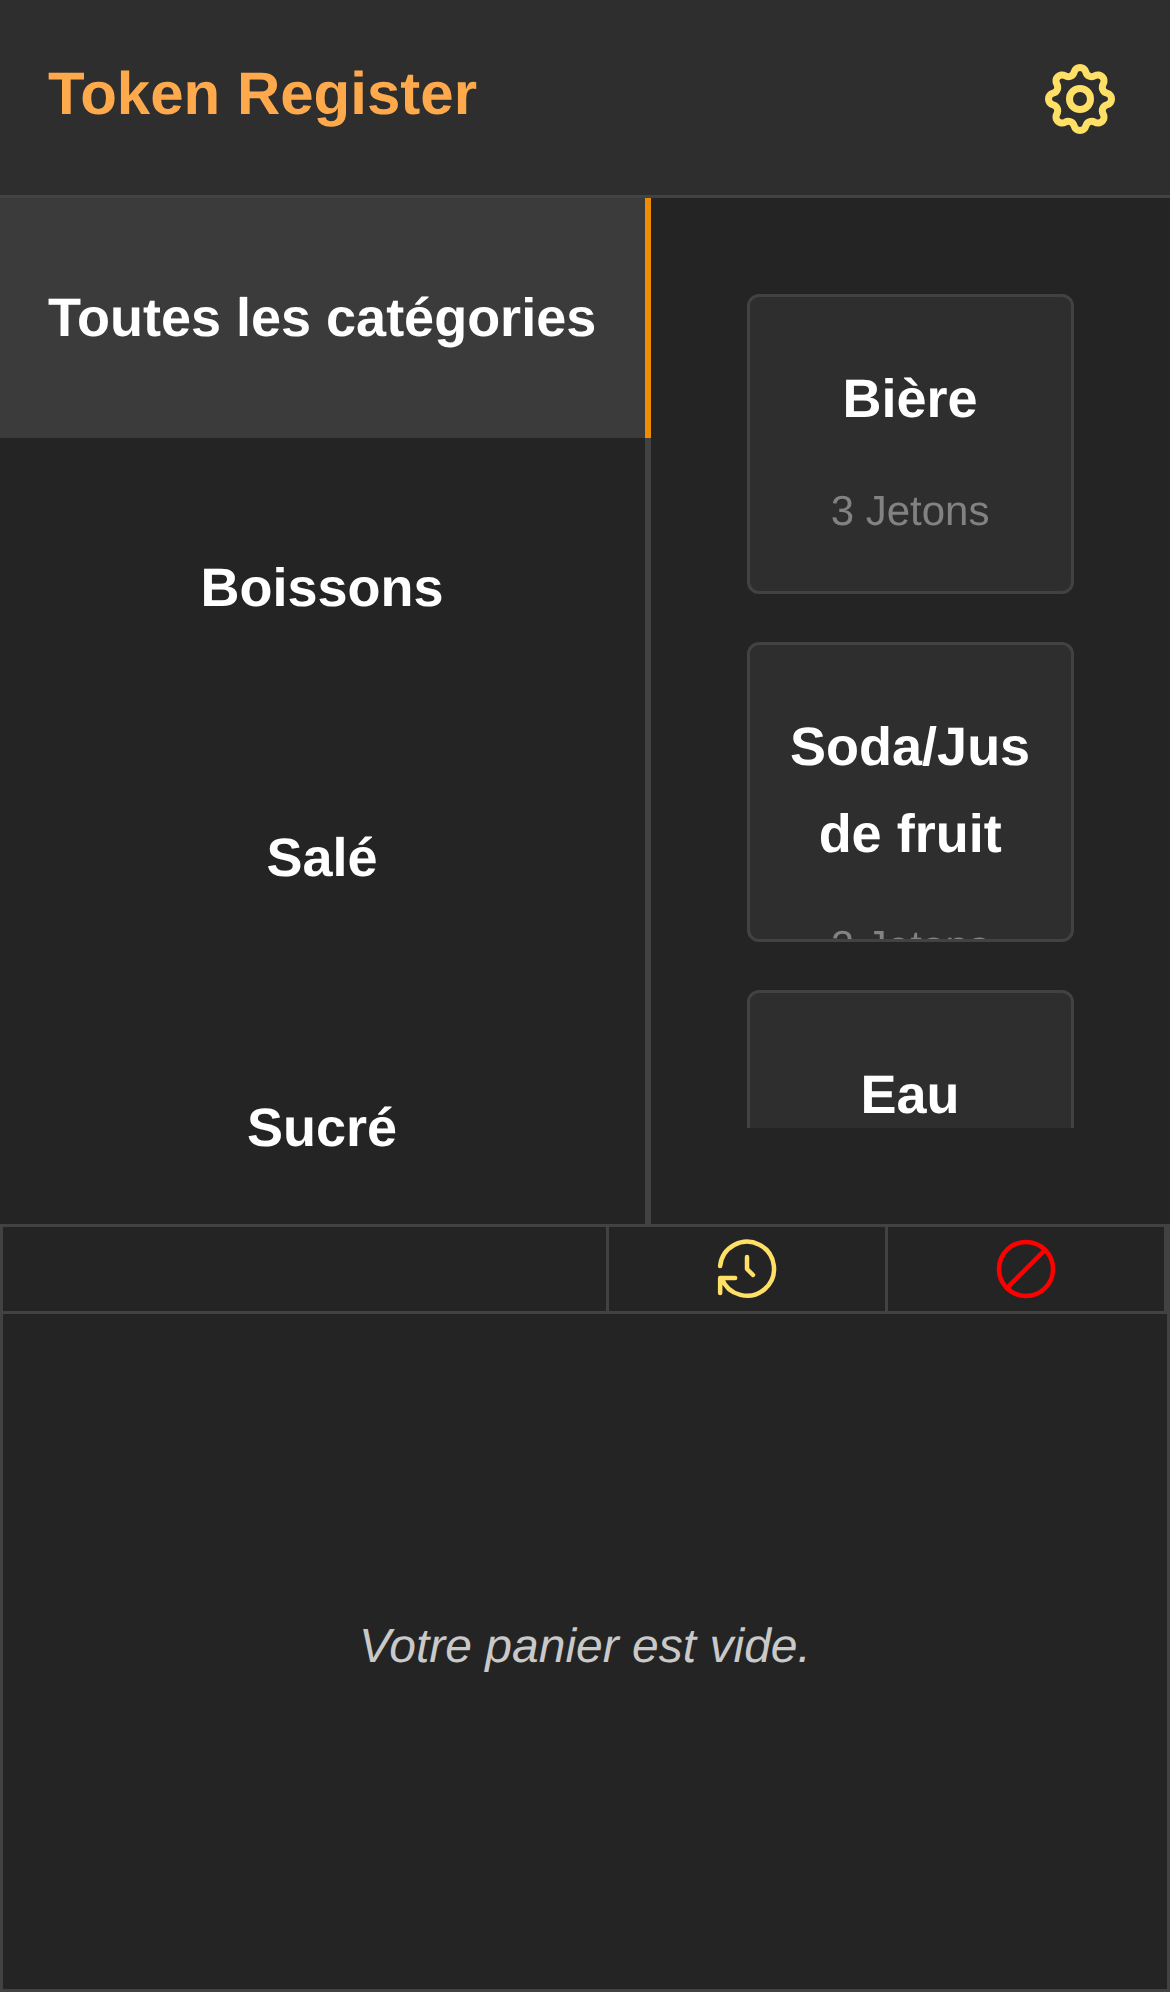 Token Register
Toutes les catégories
Boissons
Salé
Sucré
Bière
3 Jetons
Soda/Jus
de fruit
Jetons
Eau
Votre panier est vide.